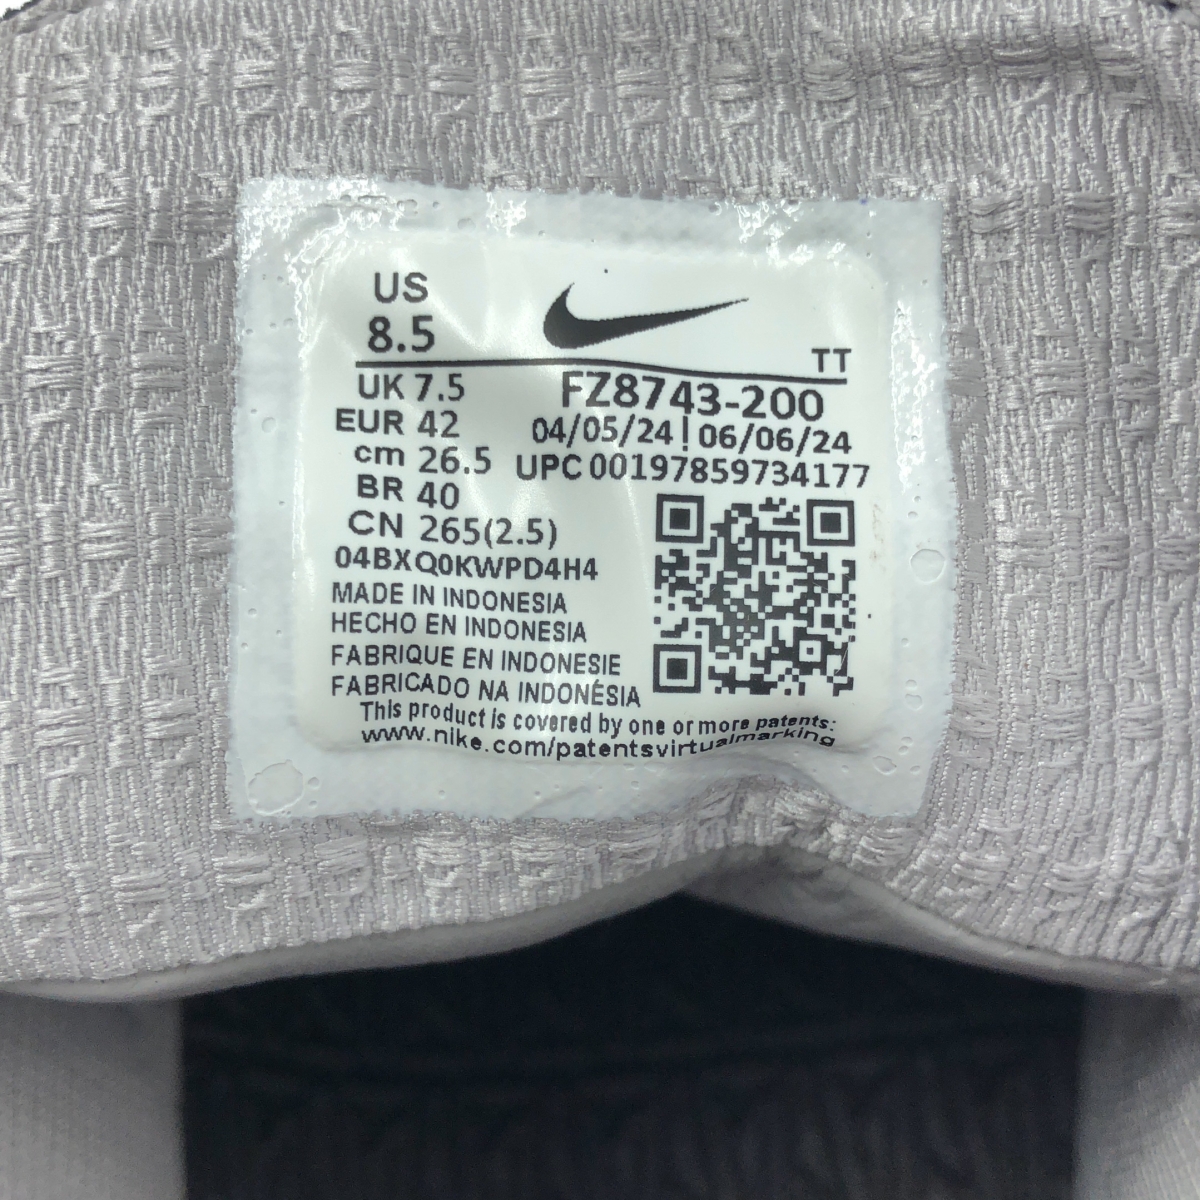 US
8.5
TT
UK 7.5
FZ8743-200
EUR 42
04/05/24 | 06/06/24
cm 26.5
UPC 00197859734177
BR 40
CN 265(2.5)
04BXQ0KWPD4H4
MADE IN INDONESIA
HECHO EN INDONESIA
FABRIQUE EN INDONESIE
FABRICADO NA INDONÉSIA
This product is covered by one or more patents:
www.nike.com/patentsvirtualmarking